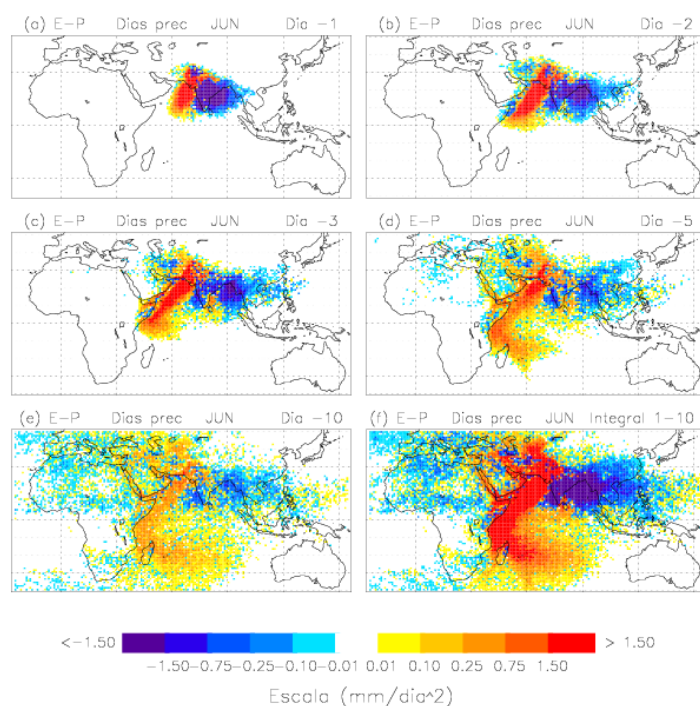 (a) E-P Dias prec JUN Dia -1
(b) E-P Dias prec JUN Dia -2
(c) E-P Dias prec JUN Dia -3
(d) E-P Dias prec JUN Dia -5
(e) E-P Dias prec JUN Dia -10
(f) E-P Dias prec JUN Integral 1-10
<-1.50 > 1.50
-1.50-0.75-0.25-0.10-0.01 0.01 0.10 0.25 0.75 1.50
Escala (mm/dia^2)